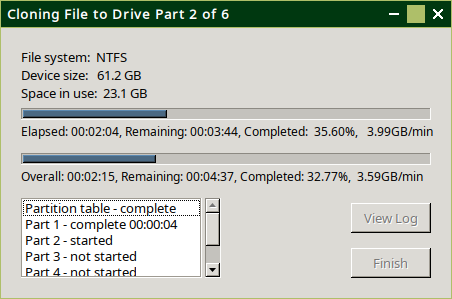 Cloning File to Drive Part 2 of 6
File system: NTFS
Device size: 61.2 GB
Space in use: 23.1 GB
Elapsed: 00:02:04, Remaining: 00:03:44, Completed: 35.60%, 3.99GB/min
Overall: 00:02:15, Remaining: 00:04:37, Completed: 32.77%, 3.59GB/min
Partition table - complete
Part 1 - complete 00:00:04
Part 2 - started
Part 3 - not started
Part 4 - not started
View Log
Finish